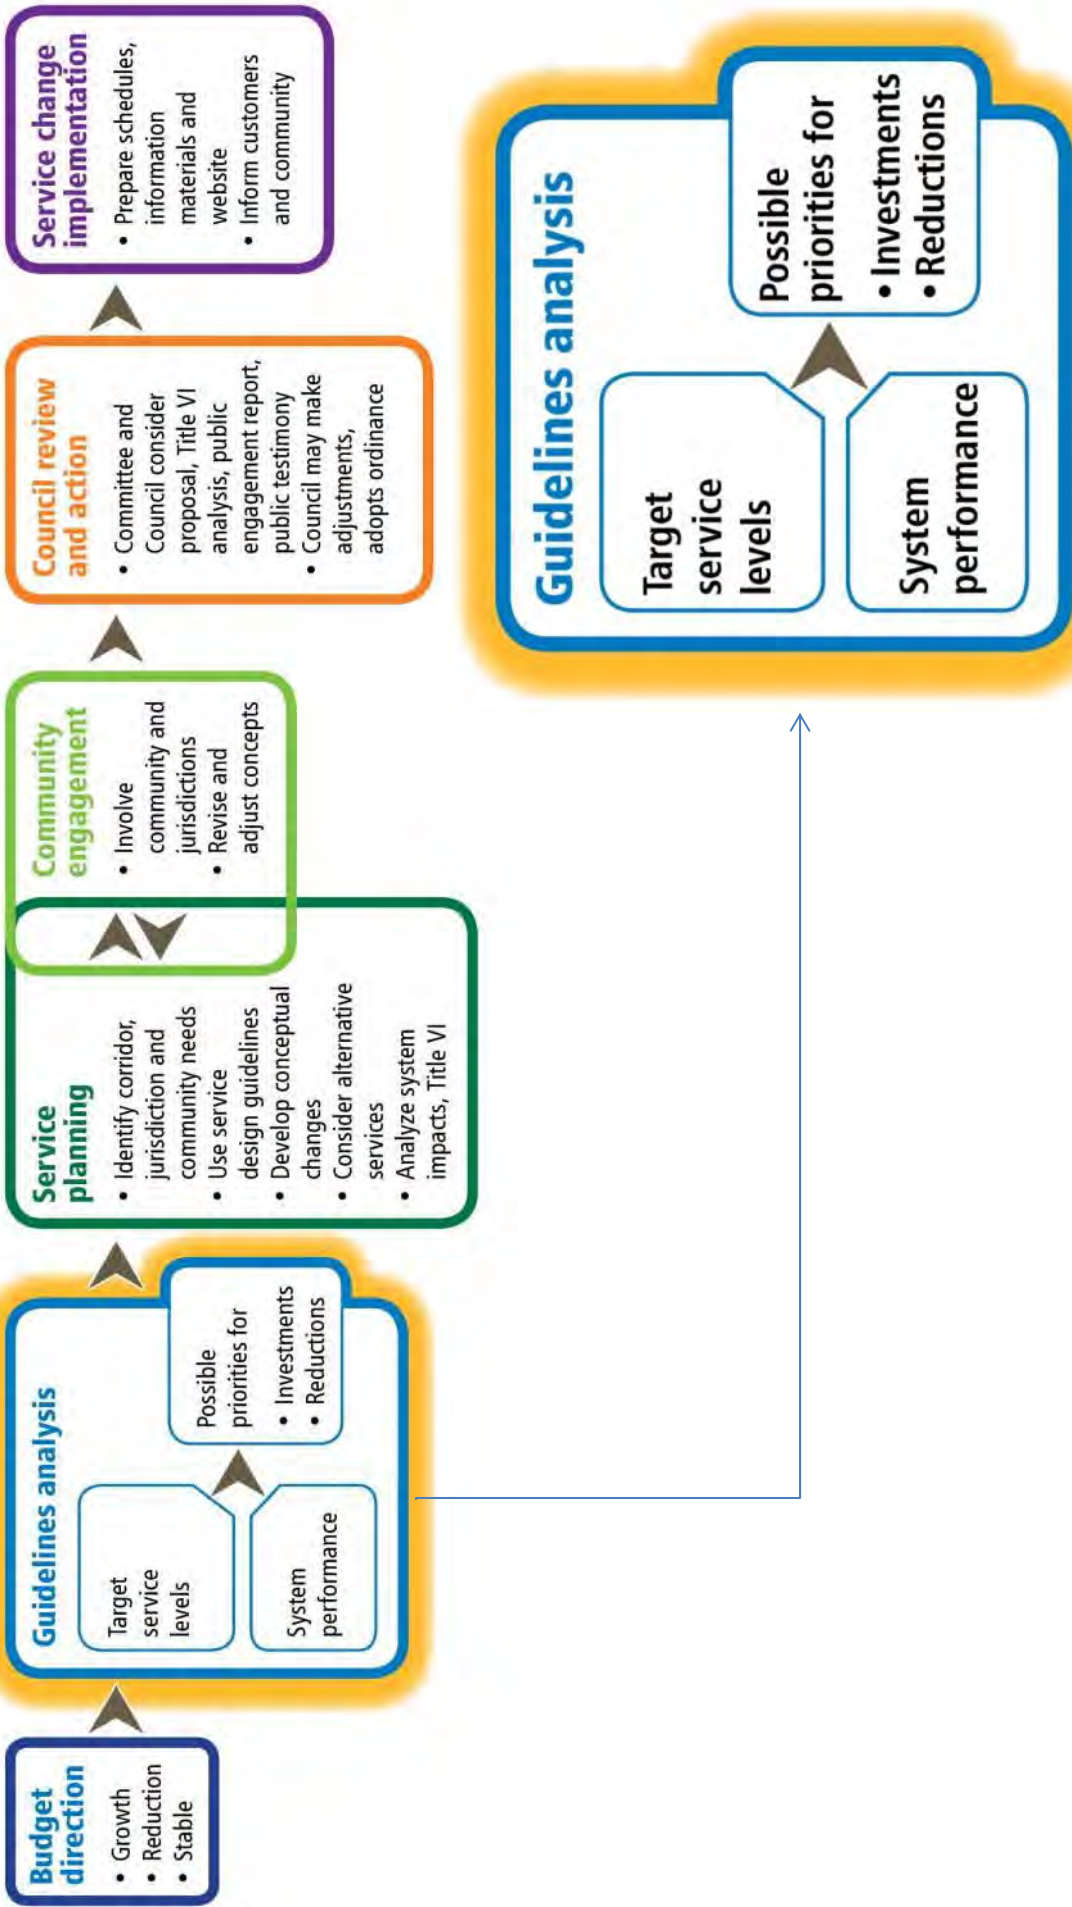 Budget
direction
• Growth
• Reduction
• Stable
Guidelines analysis
Target
service
levels
System
performance
Possible
priorities for
• Investments
• Reductions
Service
planning
• Identify corridor,
jurisdiction and
community needs
• Use service
design guidelines
• Develop conceptual
changes
• Consider alternative
services
• Analyze system
impacts, Title VI
Community
engagement
• Involve
community and
jurisdictions
• Revise and
adjust concepts
Council review
and action
• Committee and
Council consider
proposal, Title VI
analysis, public
engagement report,
public testimony
• Council may make
adjustments,
adopts ordinance
Service change
implementation
• Prepare schedules,
information
materials and
website
• Inform customers
and community
Guidelines analysis
Target
service
levels
System
performance
Possible
priorities for
• Investments
• Reductions